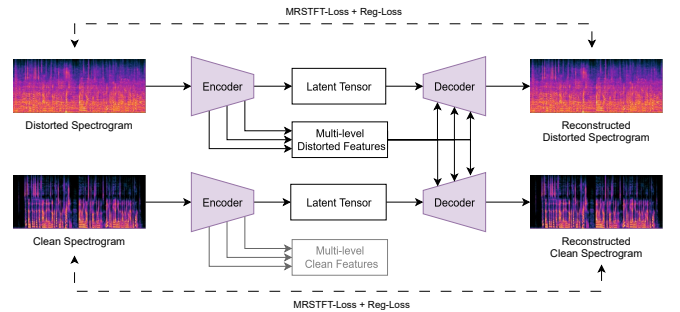 MRSTFT-Loss + Reg-Loss
Encoder
Latent Tensor
Decoder
Distorted Spectrogram
Multi-level
Distorted Features
Reconstructed
Distorted Spectrogram
Encoder
Latent Tensor
Decoder
Clean Spectrogram
Multi-level
Clean Features
Reconstructed
Clean Spectrogram
MRSTFT-Loss + Reg-Loss